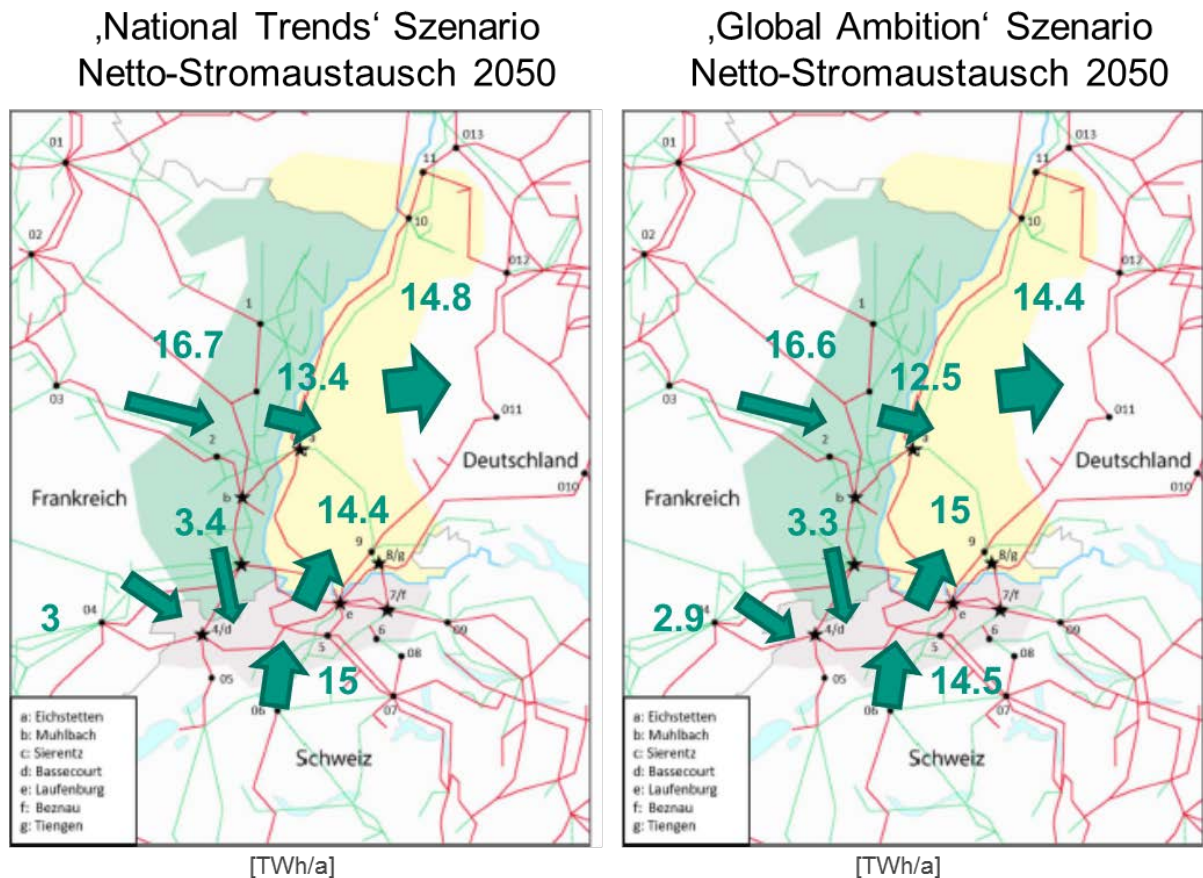 ‚National Trends‘ Szenario
Netto-Stromaustausch 2050
01
013
11
02
10
012
1
14.8
16.7
13.4
03
011
2
a
Deutschland
Frankreich
b
010
3.4
14.4
9
8/g
3
04
7/f
e
4/d
6
09
5
08
05
15
06
07
Schweiz
a: Eichstetten
b: Muhlbach
c: Sierentz
d: Bassecourt
e: Laufenburg
f: Beznau
g: Tiengen
[TWh/a]
‚Global Ambition‘ Szenario
Netto-Stromaustausch 2050
01
013
11
02
10
012
1
14.4
16.6
12.5
03
011
2
a
Deutschland
Frankreich
b
010
3.3
15
9
8/g
2.9
7/f
e
4/d
6
09
5
08
05
14.5
06
07
Schweiz
a: Eichstetten
b: Muhlbach
c: Sierentz
d: Bassecourt
e: Laufenburg
f: Beznau
g: Tiengen
[TWh/a]